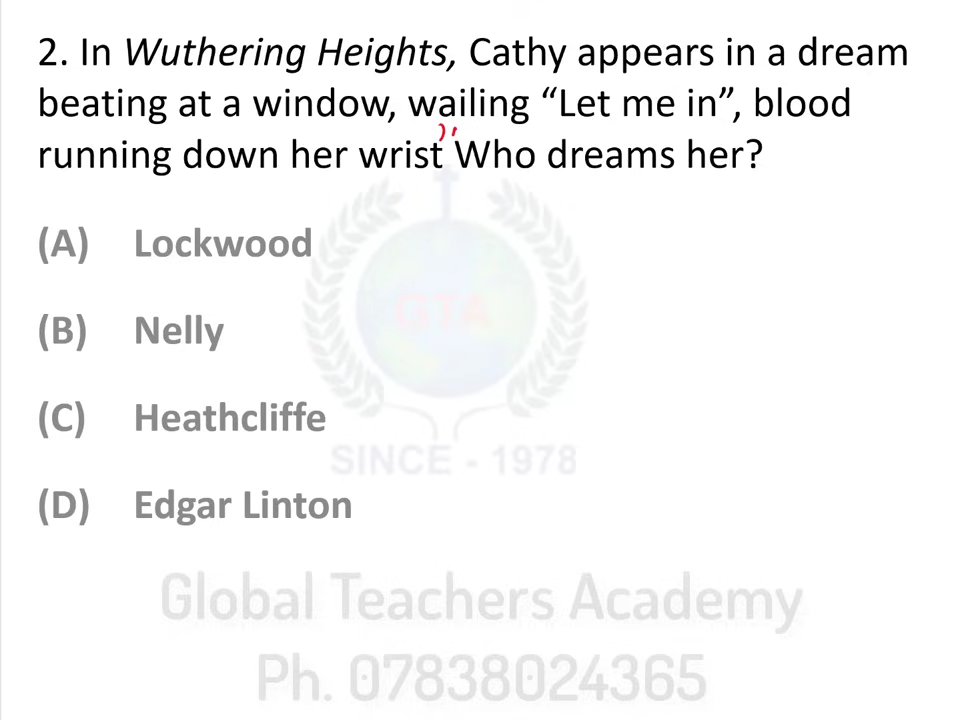 2. In Wuthering Heights, Cathy appears in a dream
beating at a window, wailing “Let me in”, blood
running down her wrist Who dreams her?
(A) Lockwood
(B) Nelly
(C) Heathcliffe
(D) Edgar Linton
GTA
SINCE - 1978
Global Teachers Academy
Ph. 07838024365